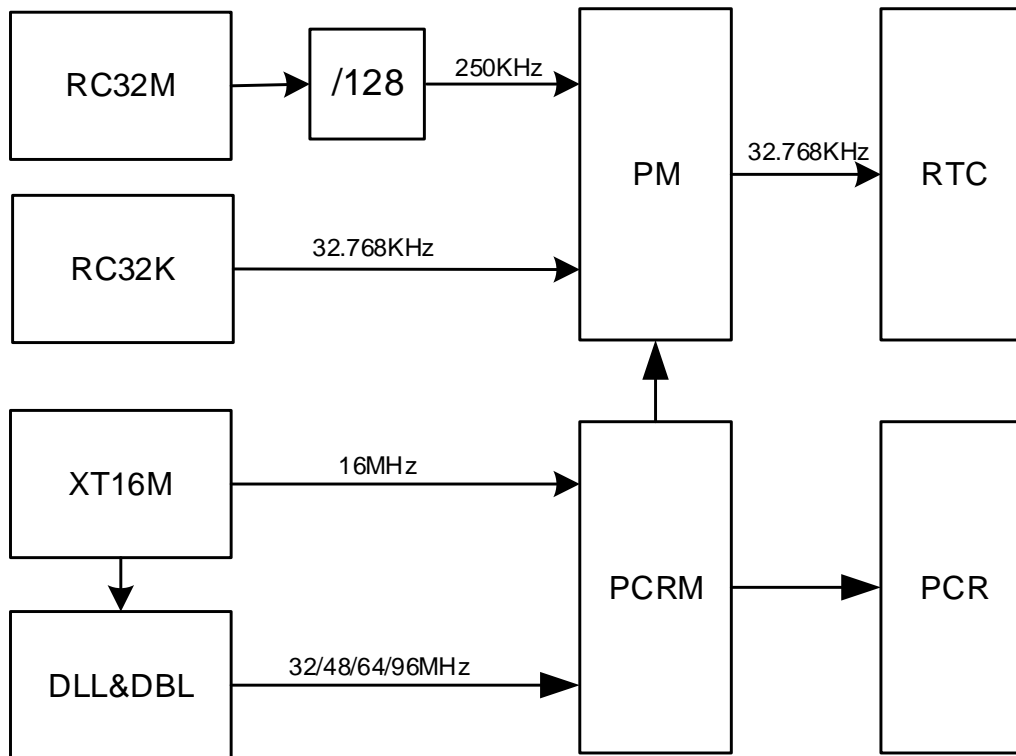 RC32M
/128
250KHz
PM
32.768KHz
RTC
RC32K
32.768KHz
XT16M
16MHz
PCRM
PCR
DLL&DBL
32/48/64/96MHz